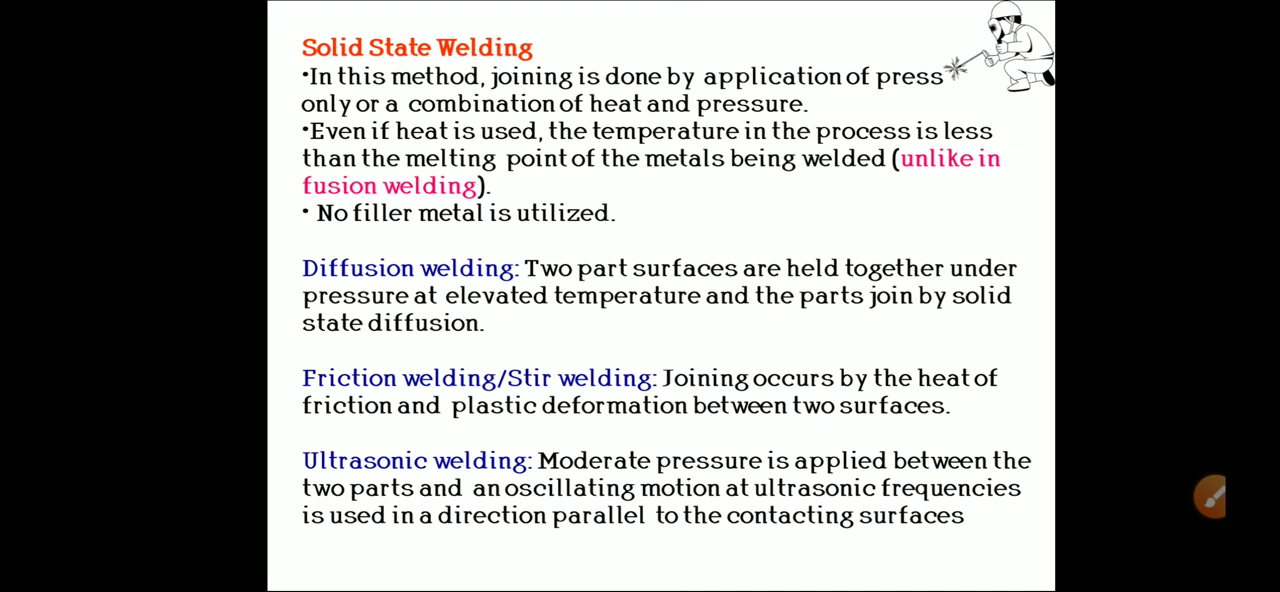 Solid State Welding
•In this method, joining is done by application of press
only or a combination of heat and pressure.
•Even if heat is used, the temperature in the process is less
than the melting point of the metals being welded (unlike in
fusion welding).
• No filler metal is utilized.
Diffusion welding: Two part surfaces are held together under
pressure at elevated temperature and the parts join by solid
state diffusion.
Friction welding/Stir welding: Joining occurs by the heat of
friction and plastic deformation between two surfaces.
Ultrasonic welding: Moderate pressure is applied between the
two parts and an oscillating motion at ultrasonic frequencies
is used in a direction parallel to the contacting surfaces